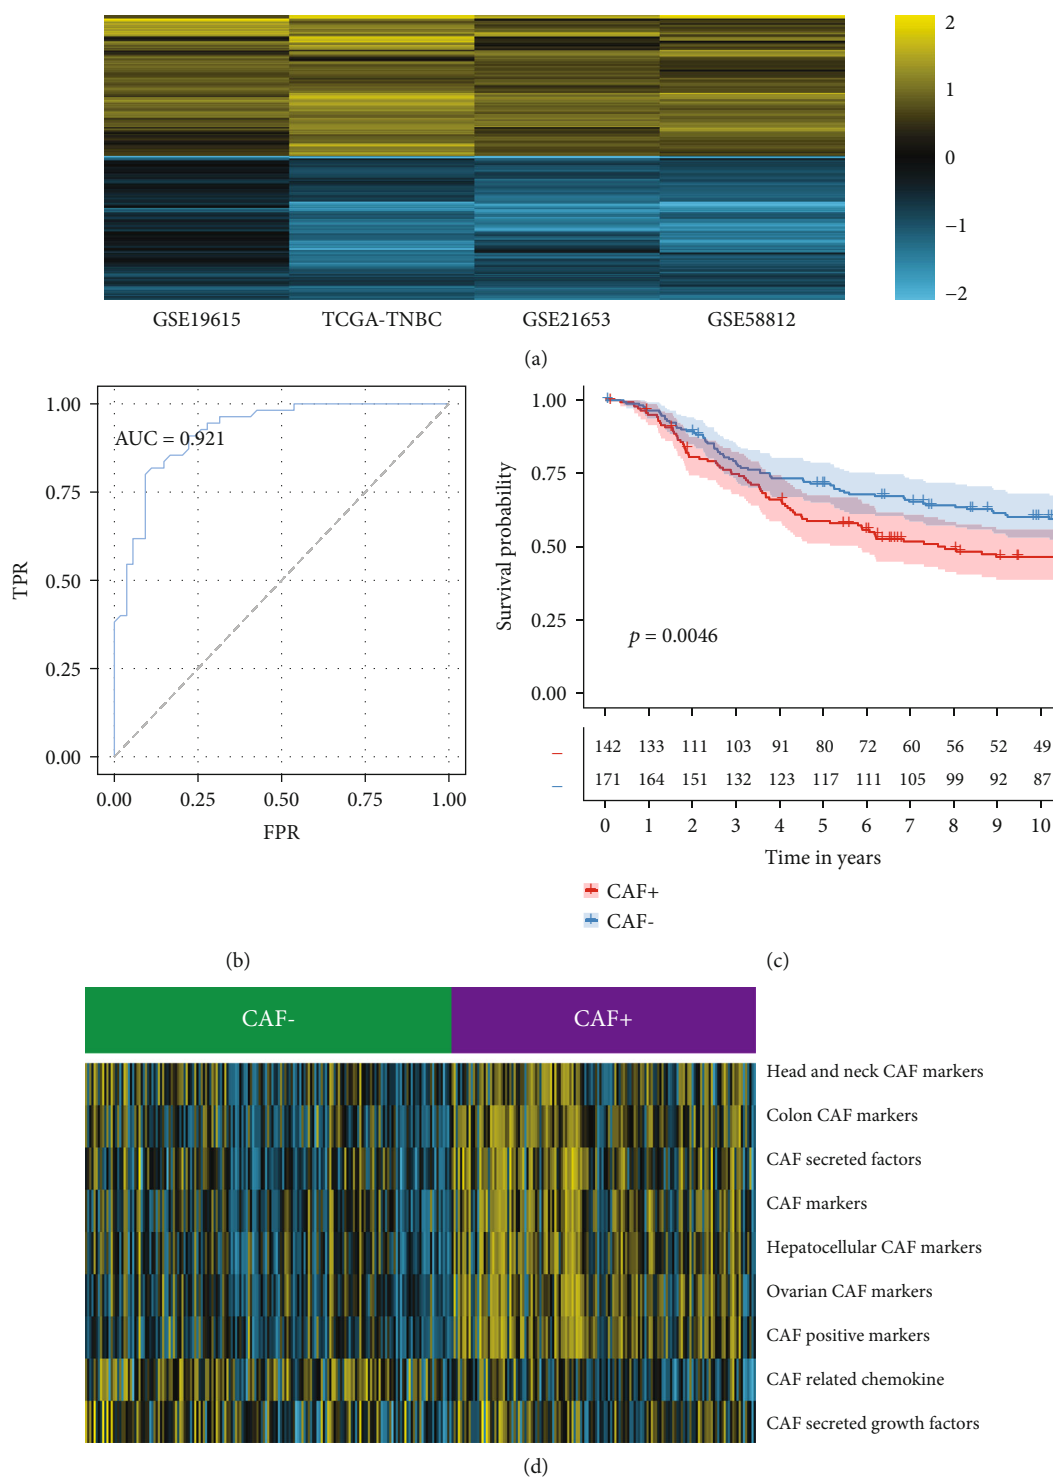 2
1
0
−1
−2
GSE19615 TCGA-TNBC GSE21653 GSE58812
(a)
1.00
0.75
0.50
0.25
0.00
TPR
AUC = 0.921
0.00 0.25 0.50 0.75 1.00
FPR
(b)
1.00
0.75
0.50
0.25
0.00
Survival probability
p = 0.0046
142 133 111 103 91 80 72 60 56 52 49
171 164 151 132 123 117 111 105 99 92 87
0 1 2 3 4 5 6 7 8 9 10
Time in years
CAF+
CAF-
(c)
CAF- CAF+
Head and neck CAF markers
Colon CAF markers
CAF secreted factors
CAF markers
Hepatocellular CAF markers
Ovarian CAF markers
CAF positive markers
CAF related chemokine
CAF secreted growth factors
(d)